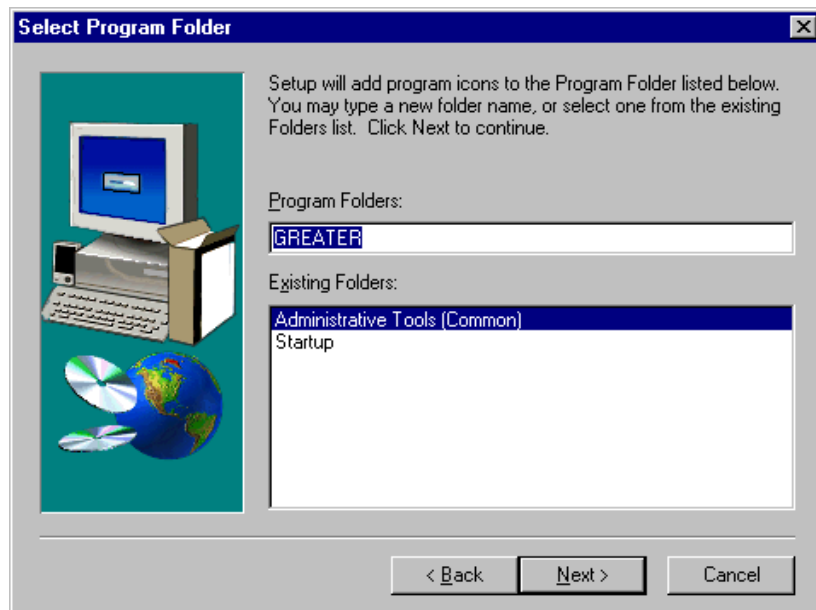 Select Program Folder
Setup will add program icons to the Program Folder listed below.
You may type a new folder name, or select one from the existing
Folders list.  Click Next to continue.
Program Folders:
GREATER
Existing Folders:
Administrative Tools (Common)
Startup
< Back
Next >
Cancel